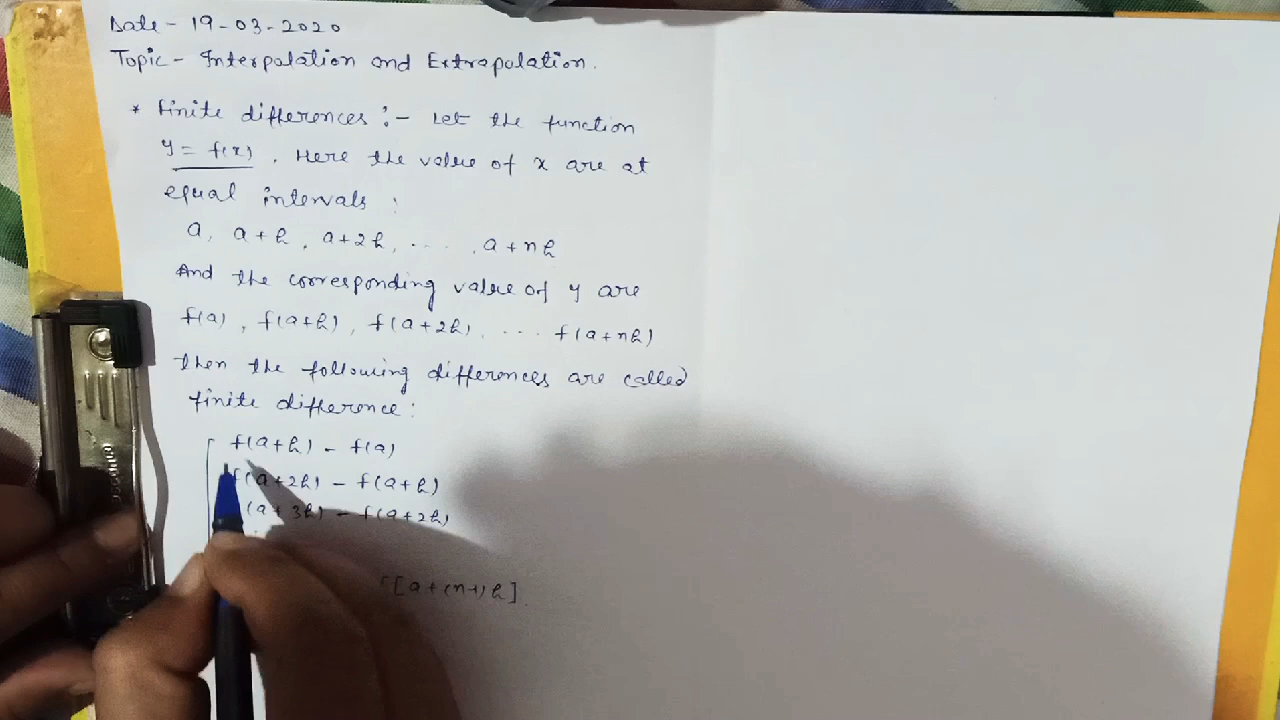 Date - 19-03-2020
Topic - Interpolation and Extrapolation.
* Finite differences :- Let the function
y = f(x). Here the value of x are at
equal intervals :
a, a+h, a+2h, ...., a+nh
And the corresponding value of y are
f(a), f(a+h), f(a+2h), .... f(a+nh)
then the following differences are called
finite difference :
f(a+h) - f(a)
f(a+2h) - f(a+h)
(a+3h) - f(a+2h)
[a+(n-1)h].